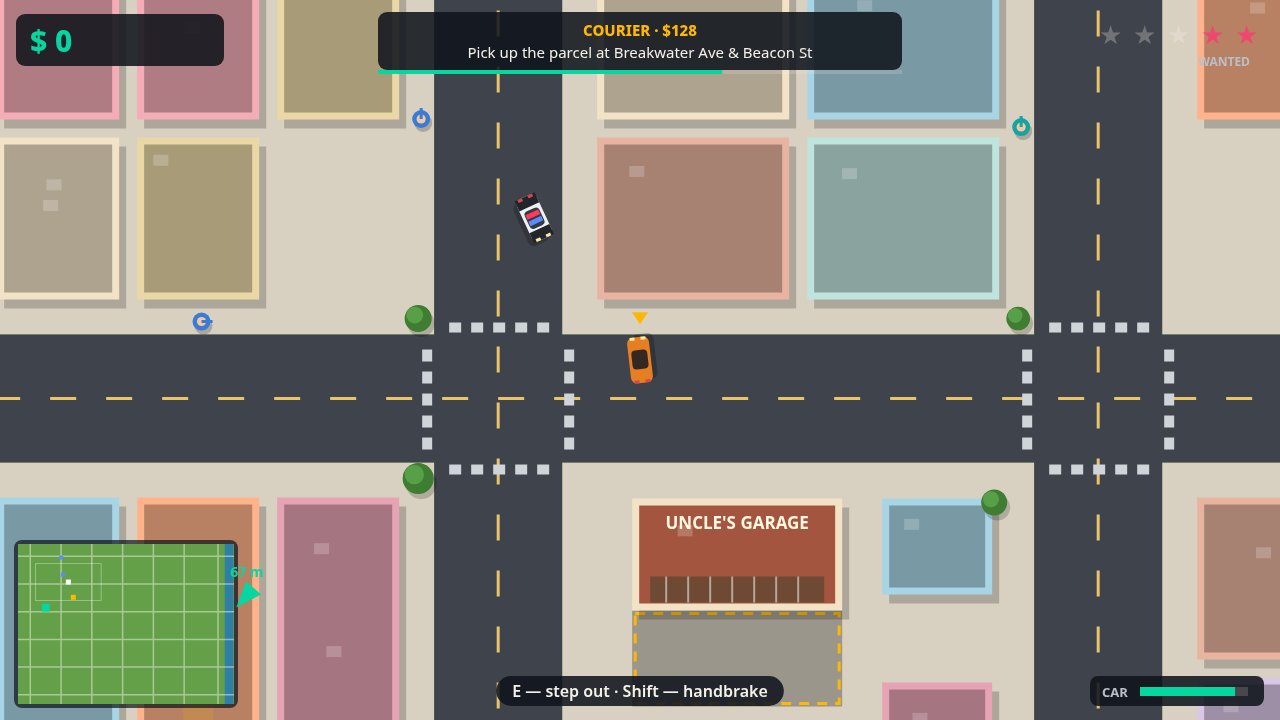 $ 0
COURIER · $128
Pick up the parcel at Breakwater Ave & Beacon St
WANTED
UNCLE'S GARAGE
67 m
E — step out · Shift — handbrake
CAR